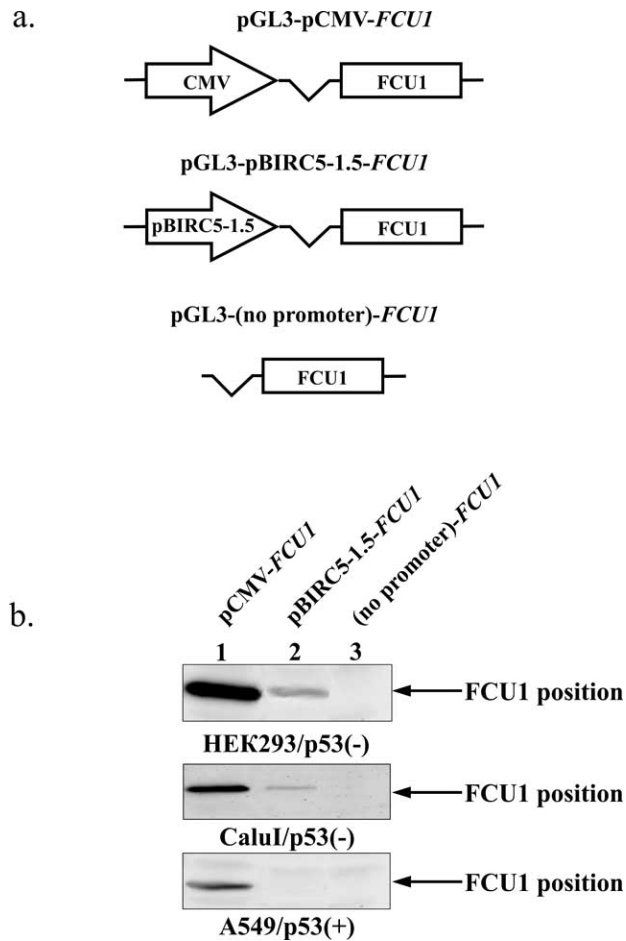 a.
pGL3-pCMV-FCU1
CMV
FCU1
pGL3-pBIRC5-1.5-FCU1
pBIRC5-1.5
FCU1
pGL3-(no promoter)-FCU1
FCU1
b.
pCMV-FCU1
pBIRC5-1.5-FCU1
(no promoter)-FCU1
1 2 3
FCU1 position
HEK293/p53(-)
FCU1 position
CaluI/p53(-)
FCU1 position
A549/p53(+)